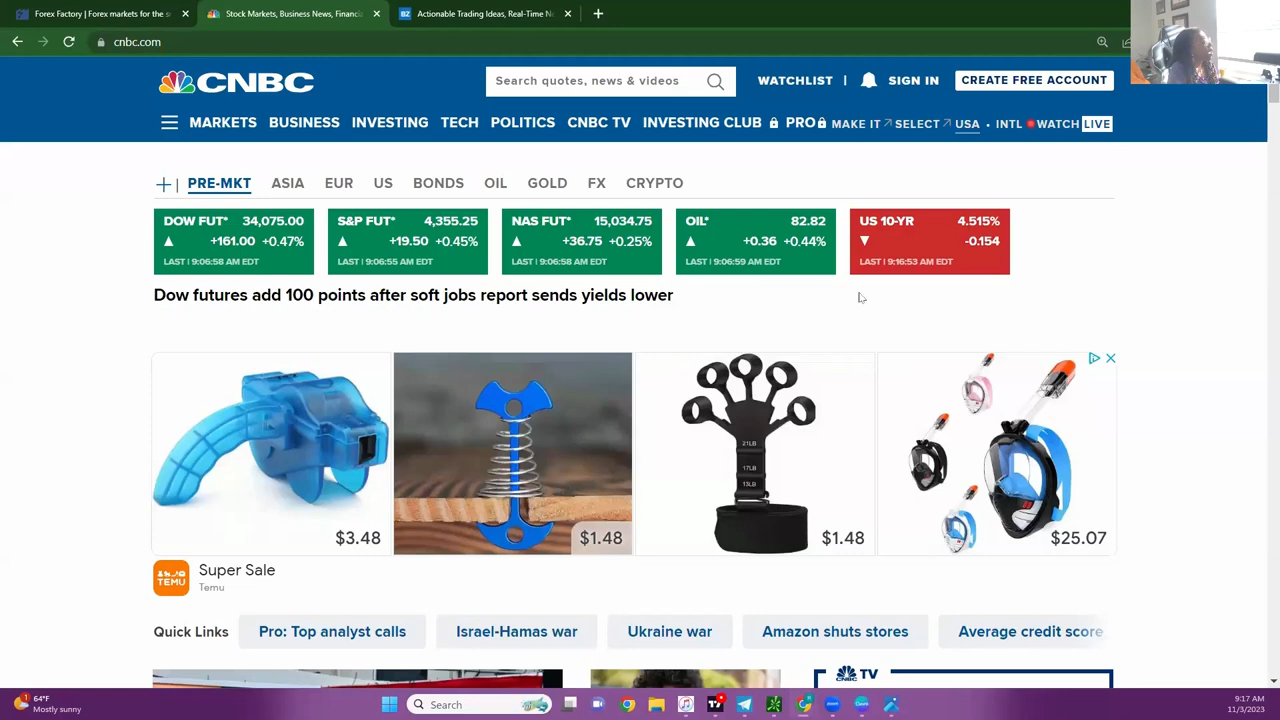 Forex Factory | Forex markets for the s
Stock Markets, Business News, Financi
BZ Actionable Trading Ideas, Real-Time N
cnbc.com
CNBC
Search quotes, news & videos
WATCHLIST |
SIGN IN
CREATE FREE ACCOUNT
MARKETS BUSINESS INVESTING TECH POLITICS CNBC TV INVESTING CLUB PRO MAKE IT SELECT USA • INTL WATCH LIVE
PRE-MKT ASIA EUR US BONDS OIL GOLD FX CRYPTO
DOW FUT* 34,075.00
+161.00 +0.47%
LAST | 9:06:58 AM EDT
S&P FUT* 4,355.25
+19.50 +0.45%
LAST | 9:06:55 AM EDT
NAS FUT* 15,034.75
+36.75 +0.25%
LAST | 9:06:58 AM EDT
OIL* 82.82
+0.36 +0.44%
LAST | 9:06:59 AM EDT
US 10-YR 4.515%
-0.154
LAST | 9:16:53 AM EDT
Dow futures add 100 points after soft jobs report sends yields lower
21LB
17LB
13LB
$3.48
$1.48
$1.48
$25.07
TEMU
Super Sale
Temu
Quick Links
Pro: Top analyst calls
Israel-Hamas war
Ukraine war
Amazon shuts stores
Average credit score
CNBC TV
1
64°F
Mostly sunny
Search
9:17 AM
11/3/2023